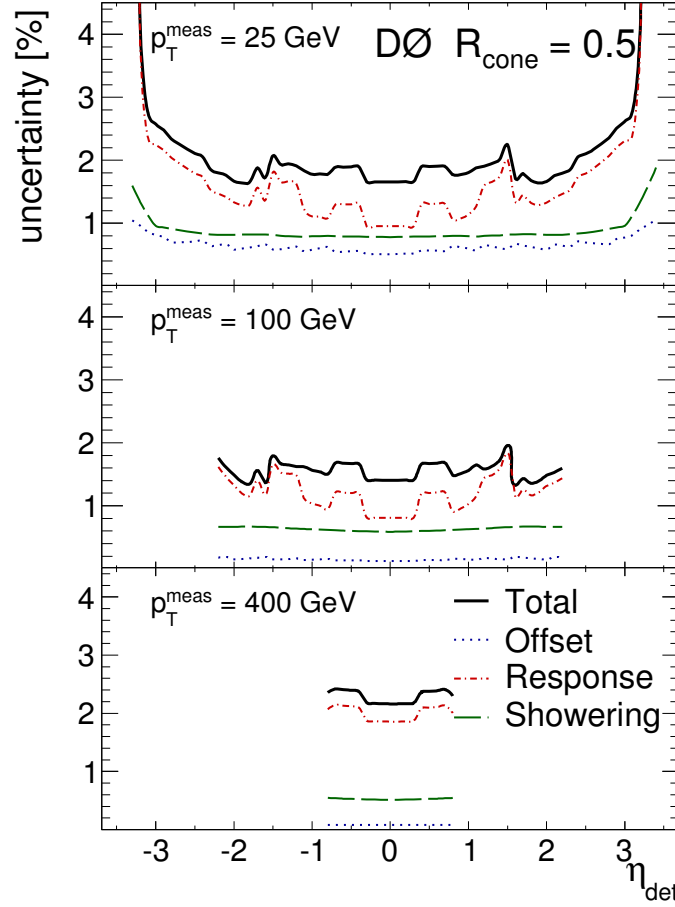 uncertainty [%]
p_T^meas = 25 GeV
DØ R_cone = 0.5
4
3
2
1
p_T^meas = 100 GeV
4
3
2
1
p_T^meas = 400 GeV
Total
Offset
Response
Showering
4
3
2
1
-3 -2 -1 0 1 2 3
η_det